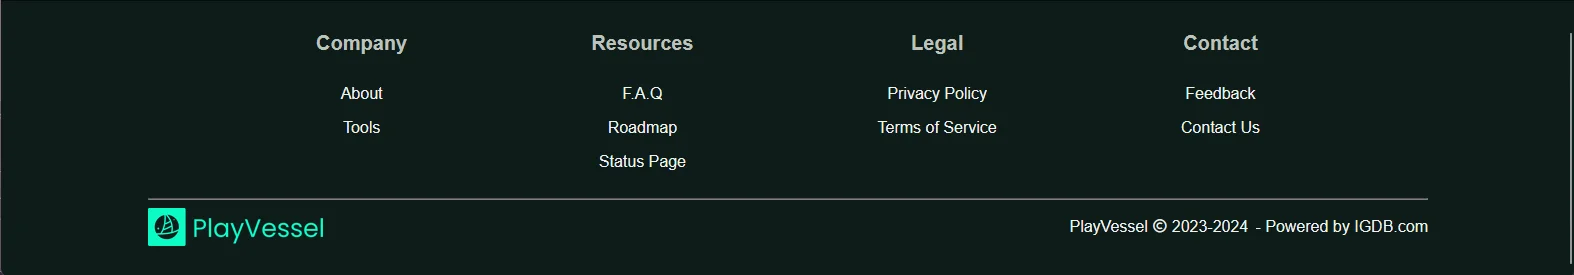 Company
About
Tools
Resources
F.A.Q
Roadmap
Status Page
Legal
Privacy Policy
Terms of Service
Contact
Feedback
Contact Us
PlayVessel
PlayVessel © 2023-2024 - Powered by IGDB.com